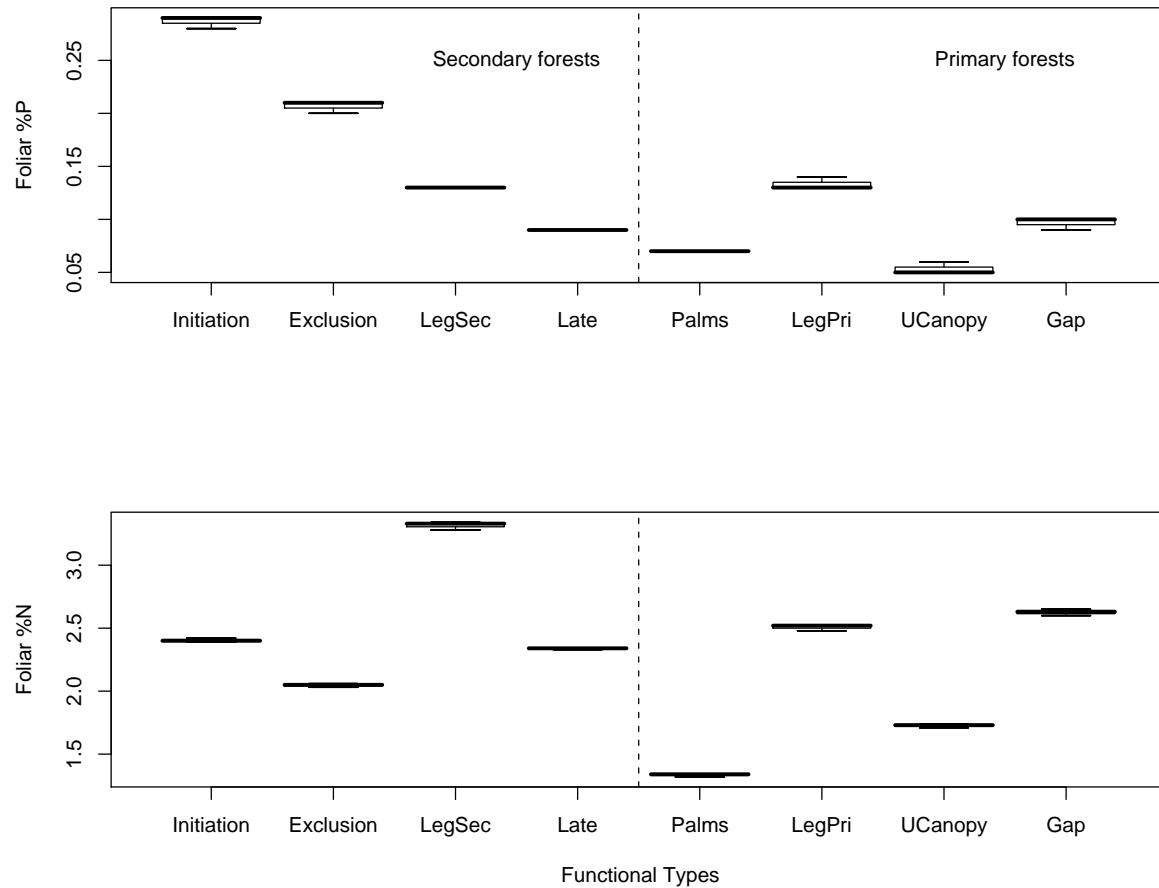 Secondary forests
Primary forests
Foliar %P
0.25
0.15
0.05
Initiation Exclusion LegSec Late Palms LegPri UCanopy Gap
Foliar %N
3.0
2.5
2.0
1.5
Initiation Exclusion LegSec Late Palms LegPri UCanopy Gap
Functional Types